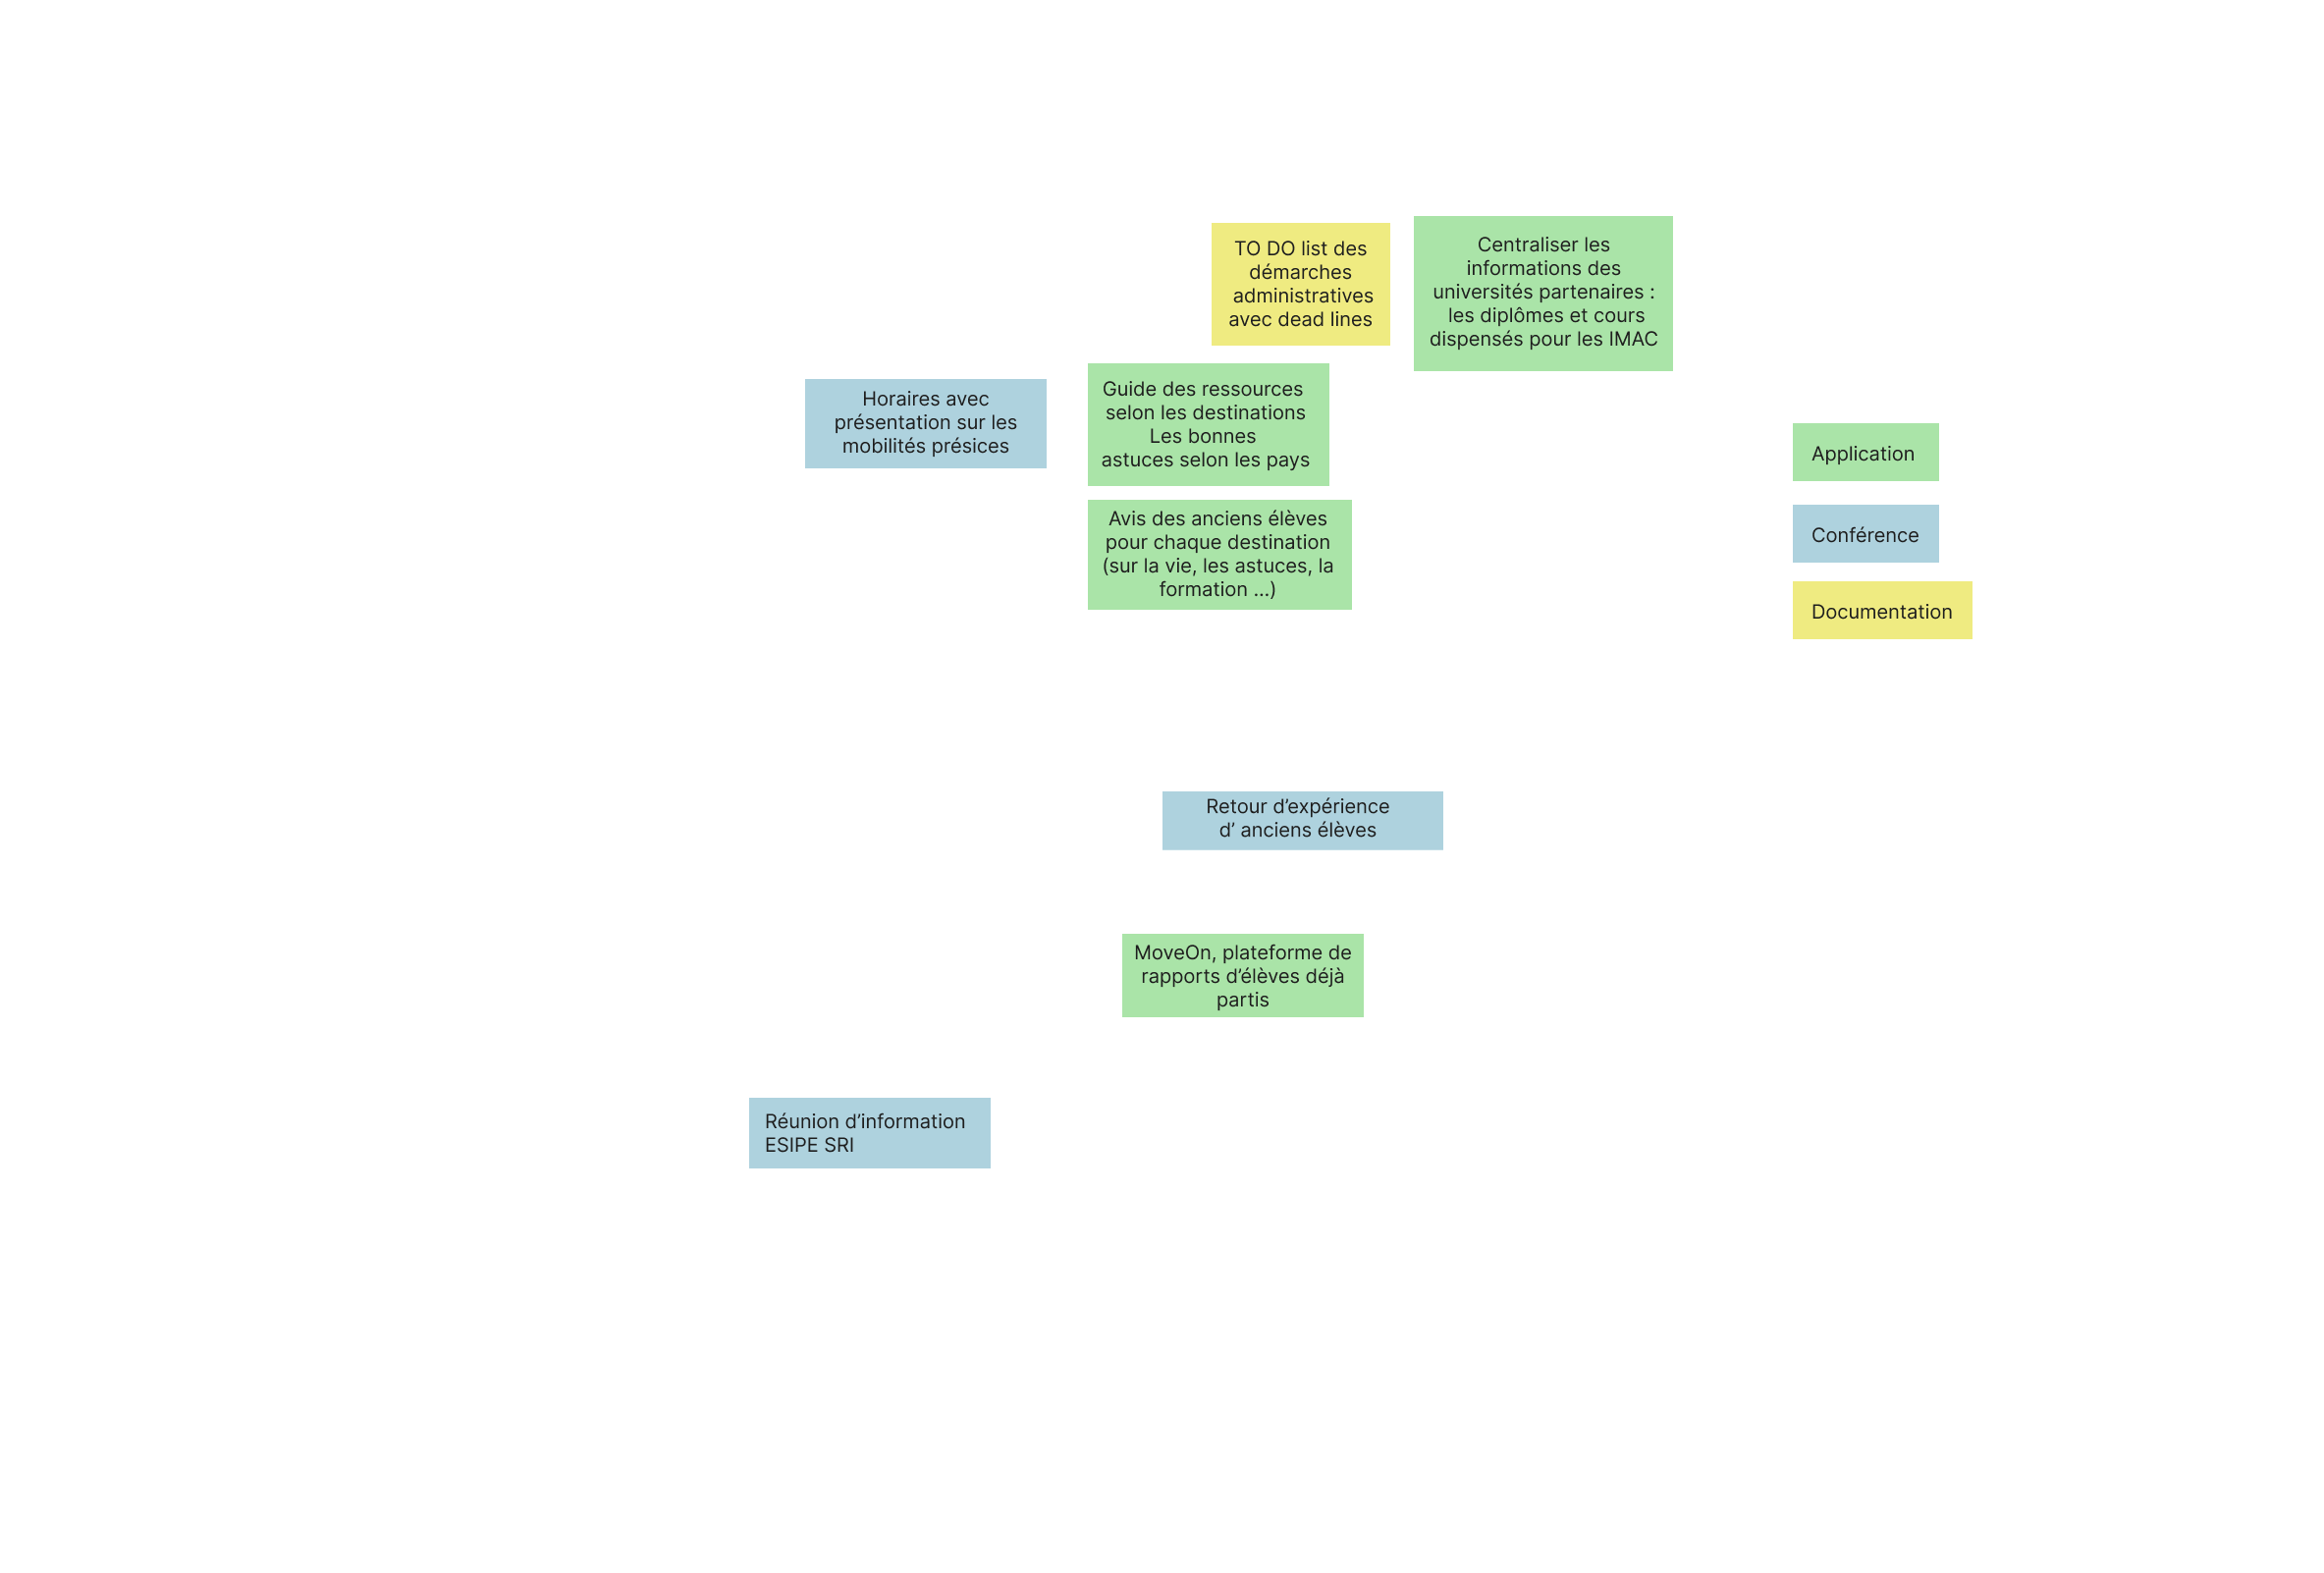 TO DO list des
démarches
administratives
avec dead lines
Centraliser les
informations des
universités partenaires :
les diplômes et cours
dispensés pour les IMAC
Horaires avec
présentation sur les
mobilités présices
Guide des ressources
selon les destinations
Les bonnes
astuces selon les pays
Avis des anciens élèves
pour chaque destination
(sur la vie, les astuces, la
formation ...)
Application
Conférence
Documentation
Retour d’expérience
d’ anciens élèves
MoveOn, plateforme de
rapports d’élèves déjà
partis
Réunion d’information
ESIPE SRI